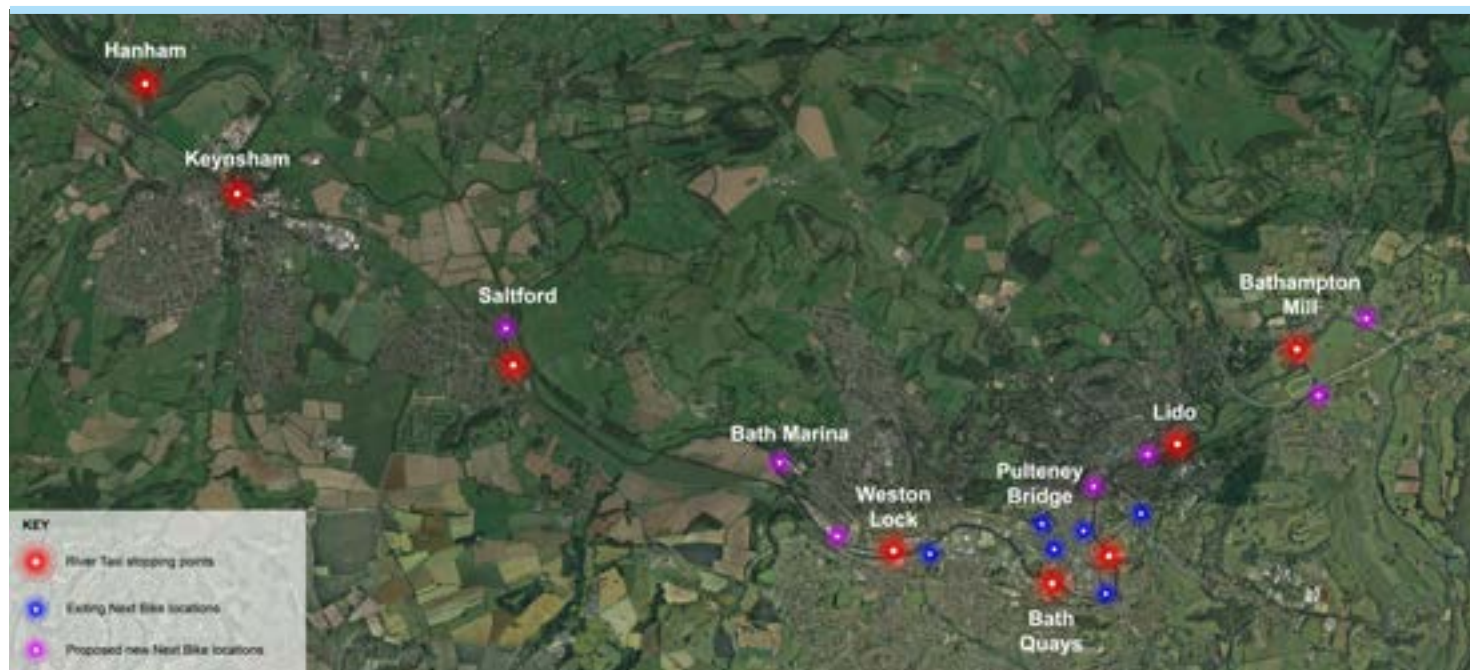 Hanham
Keynsham
Saltford
Bathampton
Mill
Lido
Bath Marina
Pulteney
Bridge
Weston
Lock
Bath
Quays
KEY
River Taxi stopping points
Exiting Next Bike locations
Proposed new Next Bike locations